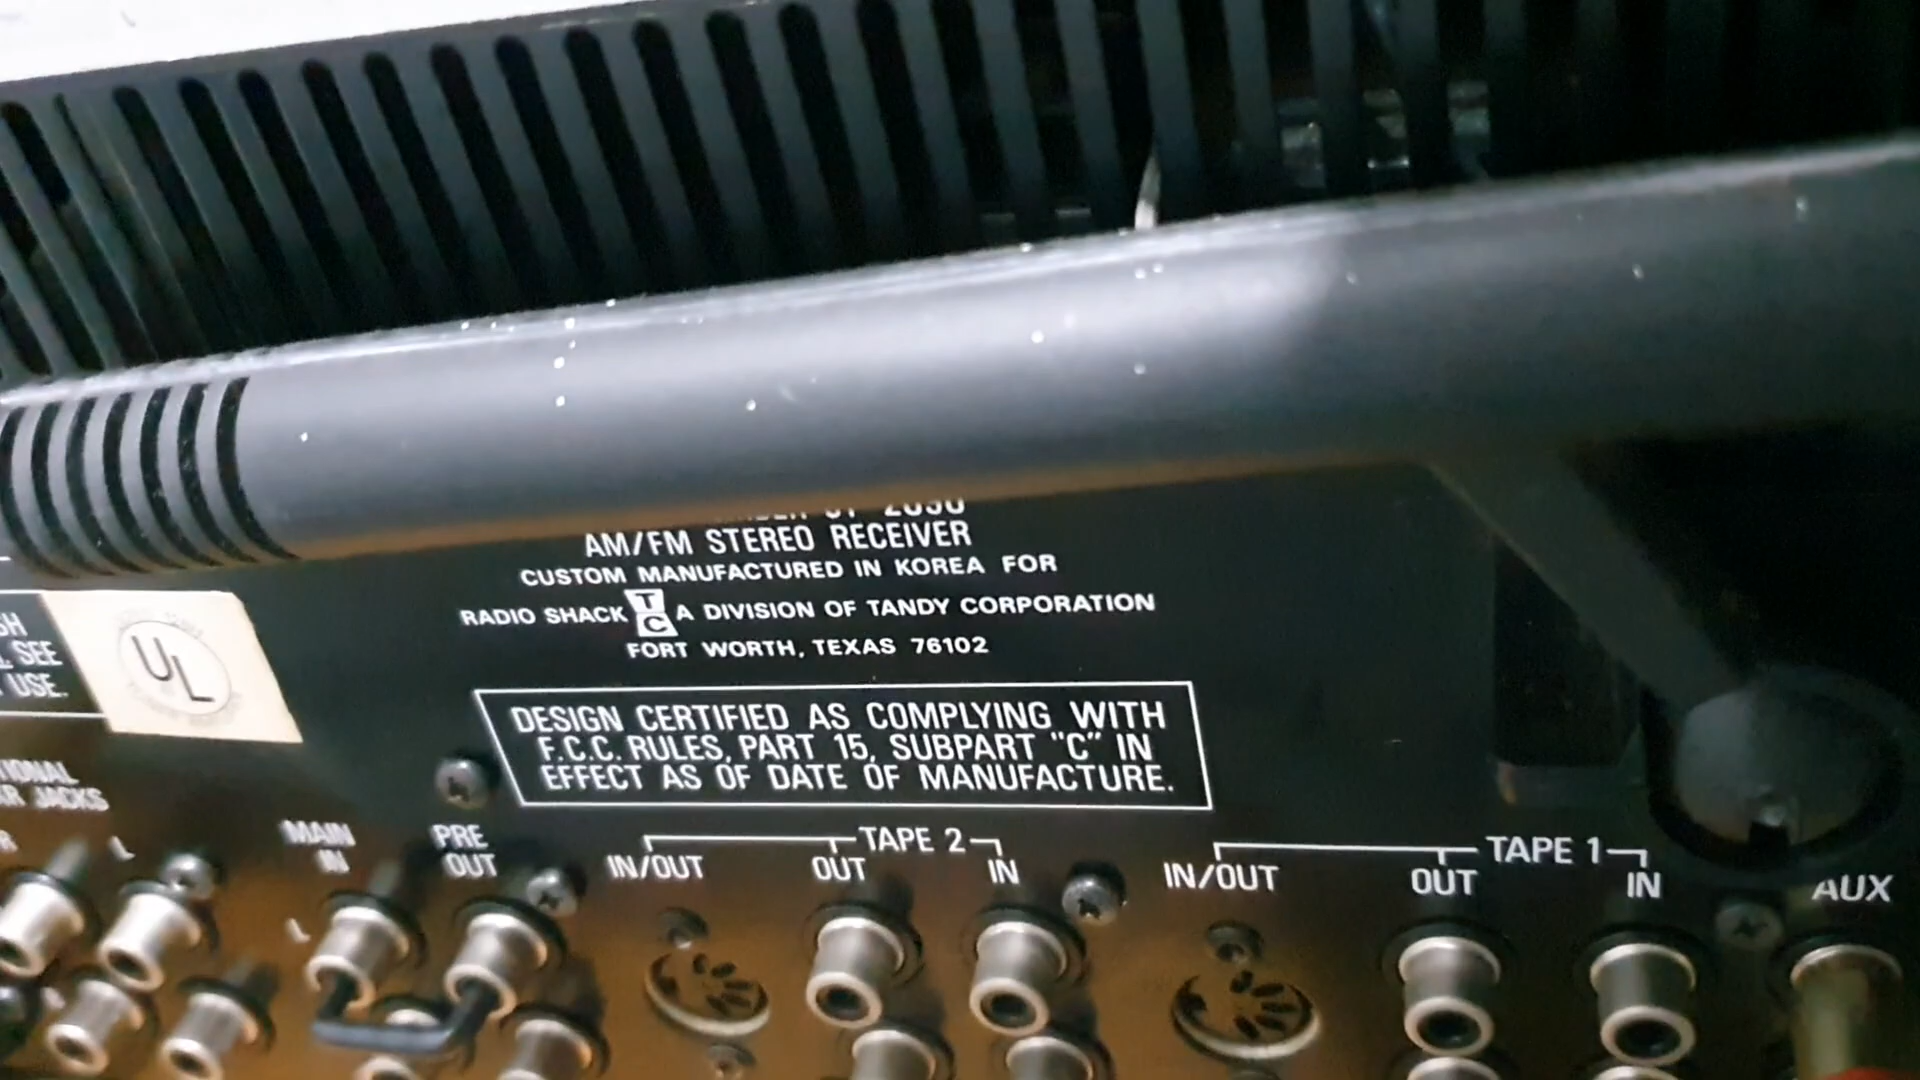 AM/FM STEREO RECEIVER
CUSTOM MANUFACTURED IN KOREA FOR
RADIO SHACK TC A DIVISION OF TANDY CORPORATION
FORT WORTH, TEXAS 76102
SEE
USE.
UL
DESIGN CERTIFIED AS COMPLYING WITH
F.C.C. RULES, PART 15, SUBPART "C" IN
EFFECT AS OF DATE OF MANUFACTURE.
JACKS
R L
MAIN
IN
PRE
OUT
L
TAPE 2
IN/OUT OUT IN
TAPE 1
IN/OUT OUT IN
AUX